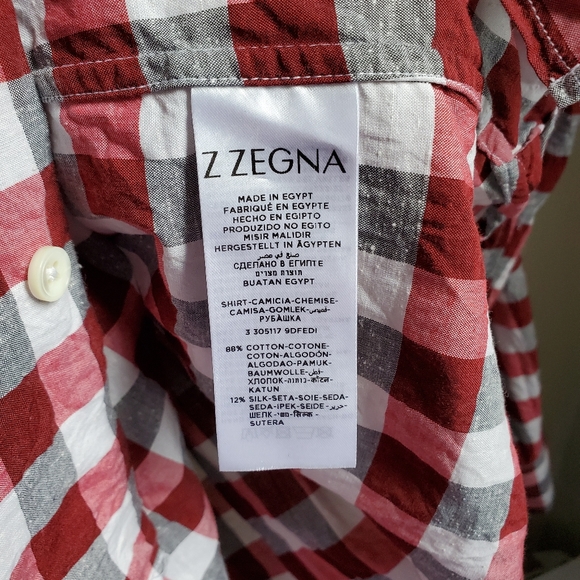 Z ZEGNA
MADE IN EGYPT
FABRIQUÉ EN EGYPTE
HECHO EN EGIPTO
PRODUZIDO NO EGITO
MISIR MALIDIR
HERGESTELLT IN ÄGYPTEN
صنع في مصر
СДЕЛАНО В ЕГИПТЕ
תוצרת מצרים
BUATAN EGYPT
SHIRT-CAMICIA-CHEMISE-
CAMISA-GOMLEK-قميص-
РУБАШКА
3 305117 9DFEDI
88% COTTON-COTONE-
COTON-ALGODÓN-
ALGODAO-PAMUK-
BAUMWOLLE-قطن-
ХЛОПОК-כותנה-कॉटन-
KATUN
12% SILK-SETA-SOIE-SEDA-
SEDA-IPEK-SEIDE-حرير-
ШЕЛК-משי-सिल्क-
SUTERA